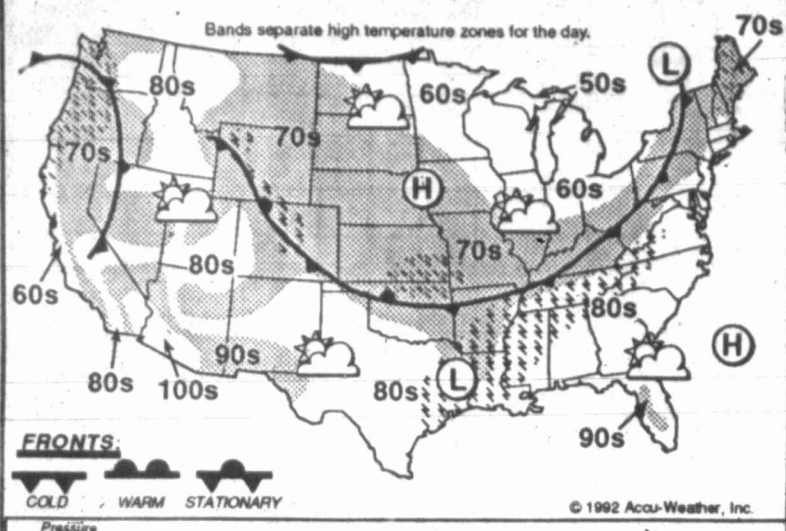 Bands separate high temperature zones for the day.
70s
L
80s
60s
50s
70s
70s
H
60s
70s
80s
60s
80s
90s
H
80s
100s
80s
L
90s
FRONTS:
COLD WARM STATIONARY
© 1992 Accu-Weather, Inc.
Pressure